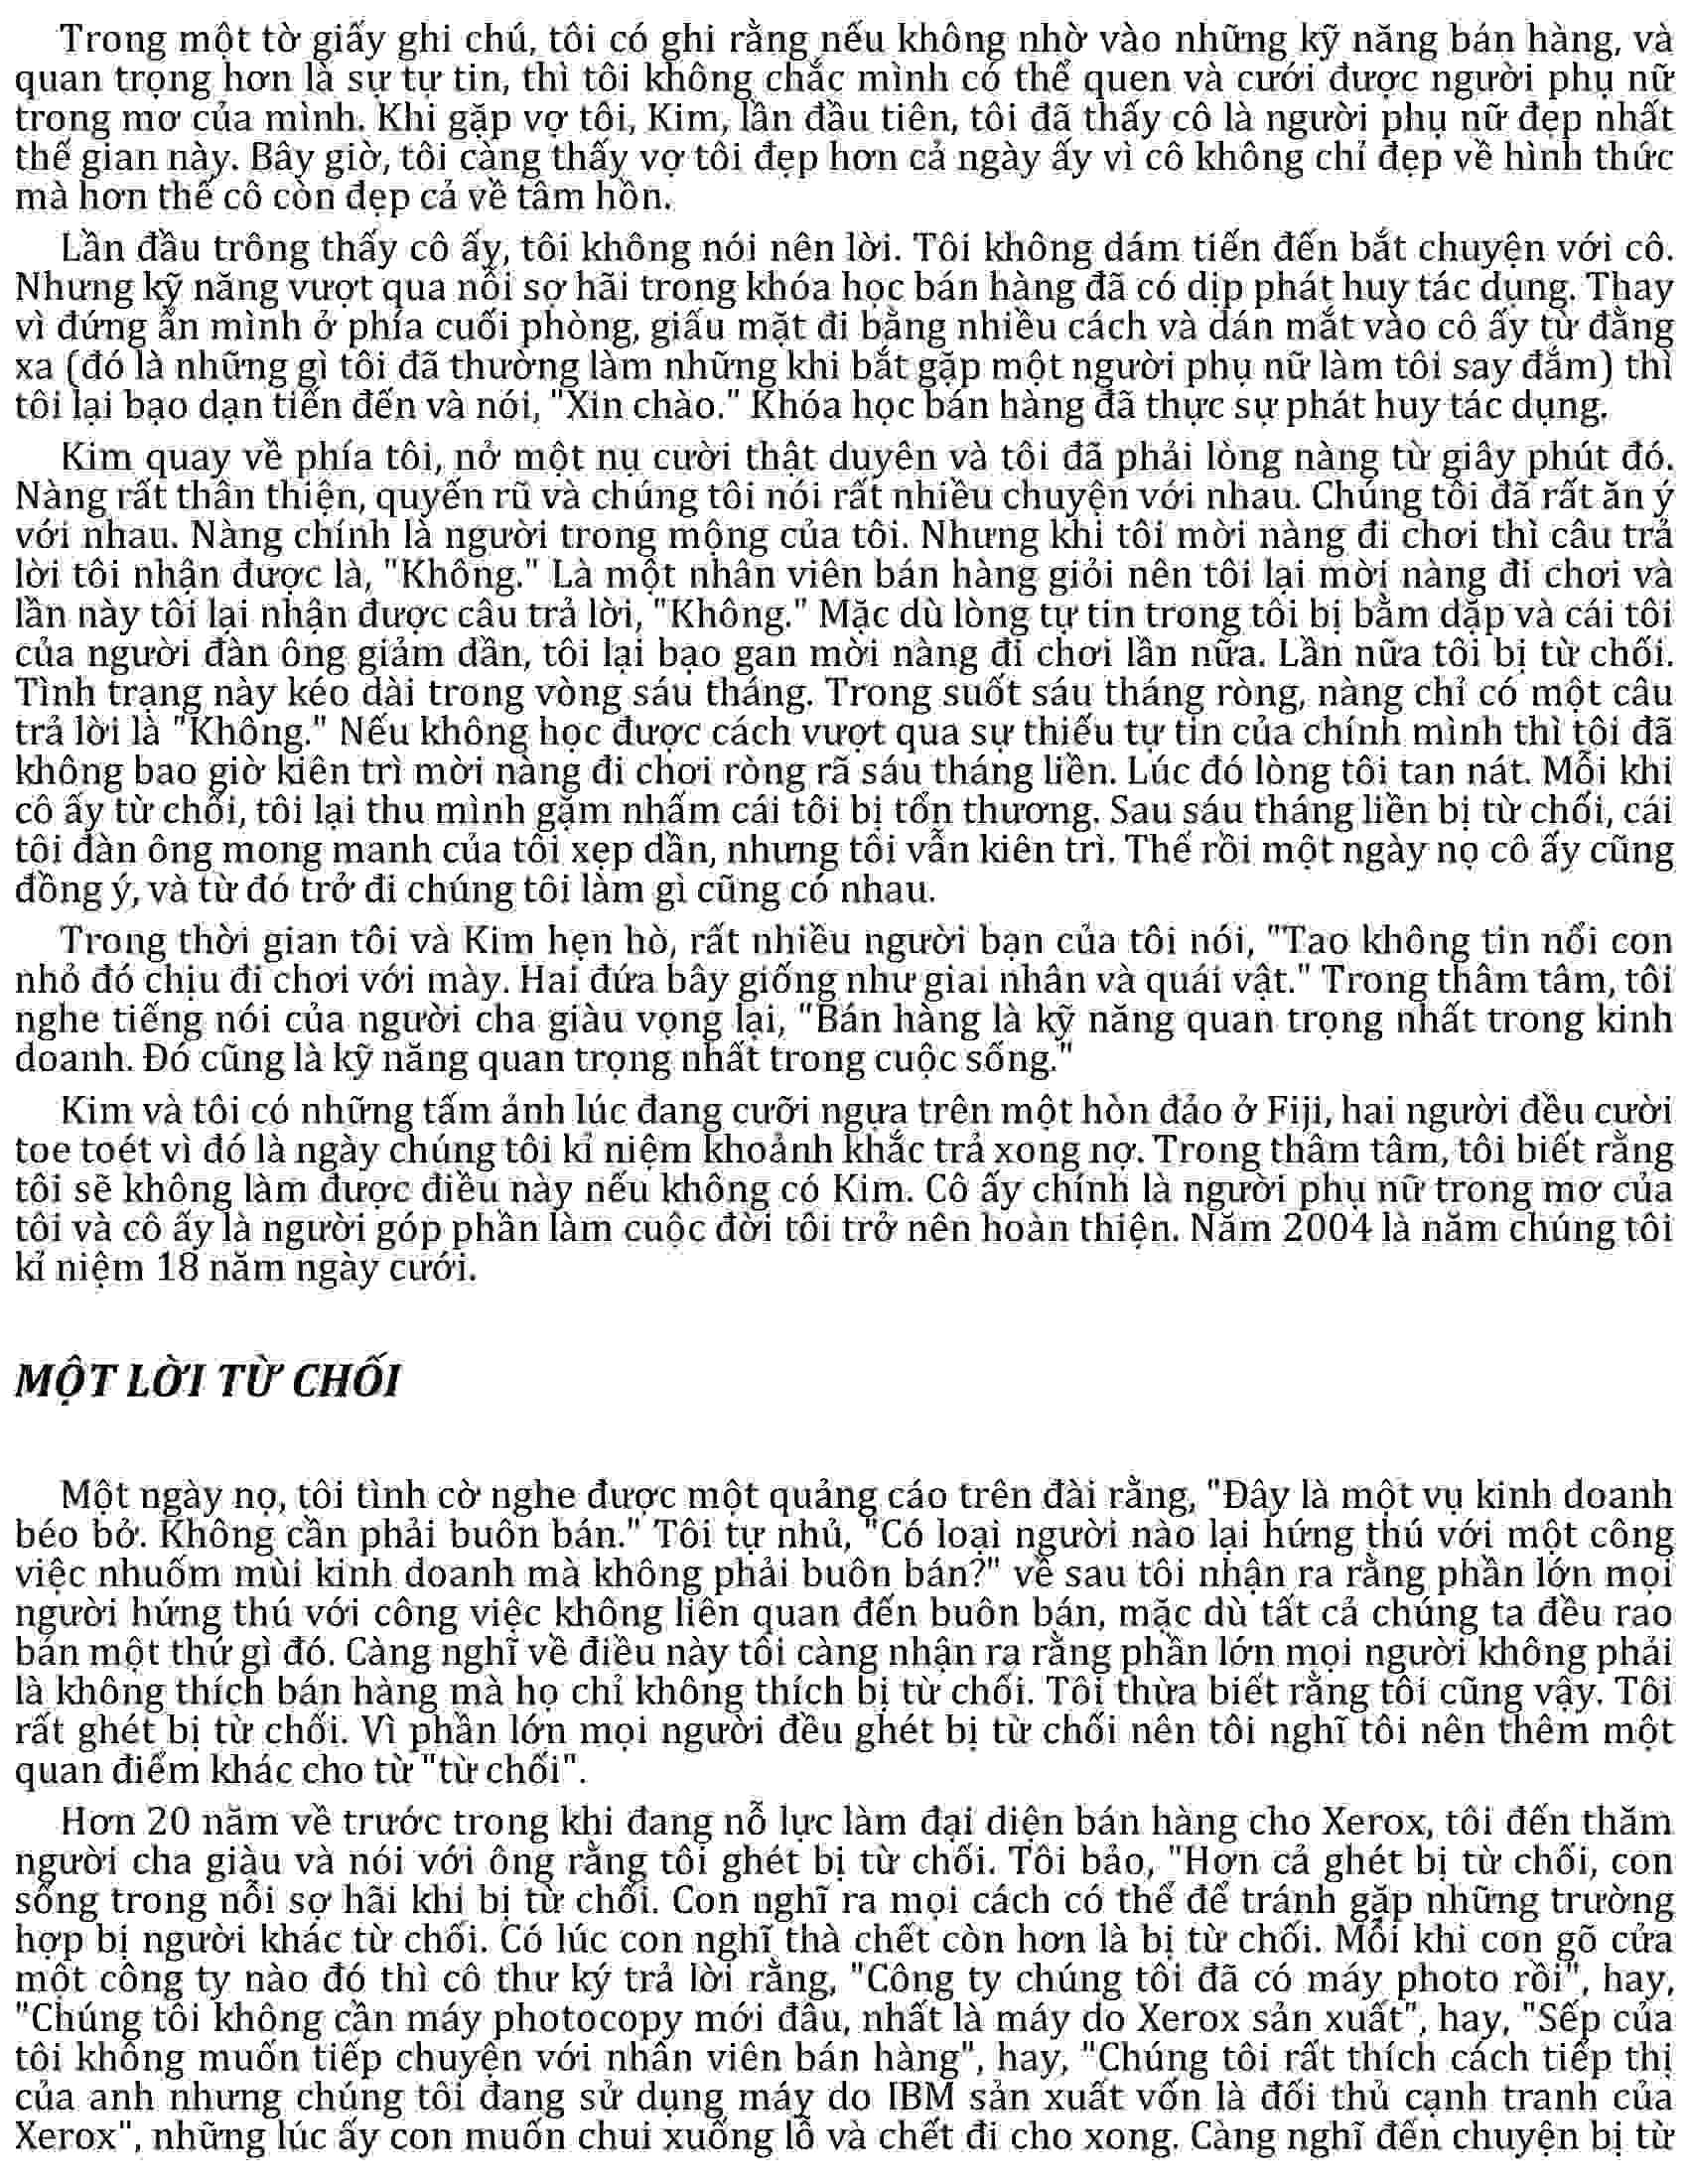 Trong một tờ giấy ghi chú, tôi có ghi rằng nếu không nhờ vào những kỹ năng bán hàng, và
quan trọng hơn là sự tự tin, thì tôi không chắc mình có thể quen và cưới được người phụ nữ
trong mơ của mình. Khi gặp vợ tôi, Kim, lần đầu tiên, tôi đã thấy cô là người phụ nữ đẹp nhất
thế gian này. Bây giờ, tôi càng thấy vợ tôi đẹp hơn cả ngày ấy vì cô không chỉ đẹp về hình thức
mà hơn thế cô còn đẹp cả về tâm hồn.
Lần đầu trông thấy cô ấy, tôi không nói nên lời. Tôi không dám tiến đến bắt chuyện với cô.
Nhưng kỹ năng vượt qua nỗi sợ hãi trong khóa học bán hàng đã có dịp phát huy tác dụng. Thay
vì đứng ẩn mình ở phía cuối phòng, giấu mặt đi bằng nhiều cách và dán mắt vào cô ấy từ đằng
xa (đó là những gì tôi đã thường làm những khi bắt gặp một người phụ nữ làm tôi say đắm) thì
tôi lại bạo dạn tiến đến và nói, "Xin chào." Khóa học bán hàng đã thực sự phát huy tác dụng.
Kim quay về phía tôi, nở một nụ cười thật duyên và tôi đã phải lòng nàng từ giây phút đó.
Nàng rất thân thiện, quyến rũ và chúng tôi nói rất nhiều chuyện với nhau. Chúng tôi đã rất ăn ý
với nhau. Nàng chính là người trong mộng của tôi. Nhưng khi tôi mời nàng đi chơi thì câu trả
lời tôi nhận được là, "Không." Là một nhân viên bán hàng giỏi nên tôi lại mời nàng đi chơi và
lần này tôi lại nhận được câu trả lời, "Không." Mặc dù lòng tự tin trong tôi bị bằm dặp và cái tôi
của người đàn ông giảm dần, tôi lại bạo gan mời nàng đi chơi lần nữa. Lần nữa tôi bị từ chối.
Tình trạng này kéo dài trong vòng sáu tháng. Trong suốt sáu tháng ròng, nàng chỉ có một câu
trả lời là "Không." Nếu không học được cách vượt qua sự thiếu tự tin của chính mình thì tôi đã
không bao giờ kiên trì mời nàng đi chơi ròng rã sáu tháng liền. Lúc đó lòng tôi tan nát. Mỗi khi
cô ấy từ chối, tôi lại thu mình gặm nhấm cái tôi bị tổn thương. Sau sáu tháng liền bị từ chối, cái
tôi đàn ông mong manh của tôi xẹp dần, nhưng tôi vẫn kiên trì. Thế rồi một ngày nọ cô ấy cũng
đồng ý, và từ đó trở đi chúng tôi làm gì cũng có nhau.
Trong thời gian tôi và Kim hẹn hò, rất nhiều người bạn của tôi nói, "Tao không tin nổi con
nhỏ đó chịu đi chơi với mày. Hai đứa bây giống như giai nhân và quái vật." Trong thâm tâm, tôi
nghe tiếng nói của người cha giàu vọng lại, "Bán hàng là kỹ năng quan trọng nhất trong kinh
doanh. Đó cũng là kỹ năng quan trọng nhất trong cuộc sống."
Kim và tôi có những tấm ảnh lúc đang cưỡi ngựa trên một hòn đảo ở Fiji, hai người đều cười
toe toét vì đó là ngày chúng tôi kỉ niệm khoảnh khắc trả xong nợ. Trong thâm tâm, tôi biết rằng
tôi sẽ không làm được điều này nếu không có Kim. Cô ấy chính là người phụ nữ trong mơ của
tôi và cô ấy là người góp phần làm cuộc đời tôi trở nên hoàn thiện. Năm 2004 là năm chúng tôi
kỉ niệm 18 năm ngày cưới.
MỘT LỜI TỪ CHỐI
Một ngày nọ, tôi tình cờ nghe được một quảng cáo trên đài rằng, "Đây là một vụ kinh doanh
béo bở. Không cần phải buôn bán." Tôi tự nhủ, "Có loại người nào lại hứng thú với một công
việc nhuốm mùi kinh doanh mà không phải buôn bán?" về sau tôi nhận ra rằng phần lớn mọi
người hứng thú với công việc không liên quan đến buôn bán, mặc dù tất cả chúng ta đều rao
bán một thứ gì đó. Càng nghĩ về điều này tôi càng nhận ra rằng phần lớn mọi người không phải
là không thích bán hàng mà họ chỉ không thích bị từ chối. Tôi thừa biết rằng tôi cũng vậy. Tôi
rất ghét bị từ chối. Vì phần lớn mọi người đều ghét bị từ chối nên tôi nghĩ tôi nên thêm một
quan điểm khác cho từ "từ chối".
Hơn 20 năm về trước trong khi đang nỗ lực làm đại diện bán hàng cho Xerox, tôi đến thăm
người cha giàu và nói với ông rằng tôi ghét bị từ chối. Tôi bảo, "Hơn cả ghét bị từ chối, con
sống trong nỗi sợ hãi khi bị từ chối. Con nghĩ ra mọi cách có thể để tránh gặp những trường
hợp bị người khác từ chối. Có lúc con nghĩ thà chết còn hơn là bị từ chối. Mỗi khi con gõ cửa
một công ty nào đó thì cô thư ký trả lời rằng, "Công ty chúng tôi đã có máy photo rồi", hay,
"Chúng tôi không cần máy photocopy mới đâu, nhất là máy do Xerox sản xuất", hay, "Sếp của
tôi không muốn tiếp chuyện với nhân viên bán hàng", hay, "Chúng tôi rất thích cách tiếp thị
của anh nhưng chúng tôi đang sử dụng máy do IBM sản xuất vốn là đối thủ cạnh tranh của
Xerox", những lúc ấy con muốn chui xuống lỗ và chết đi cho xong. Càng nghĩ đến chuyện bị từ